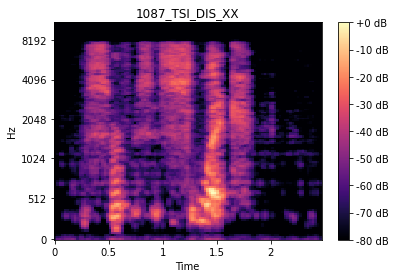 1087_TSI_DIS_XX
+0 dB
8192
-10 dB
4096
-20 dB
-30 dB
2048
Hz
-40 dB
1024
-50 dB
512
-60 dB
-70 dB
0
-80 dB
0
0.5
1
1.5
2
Time